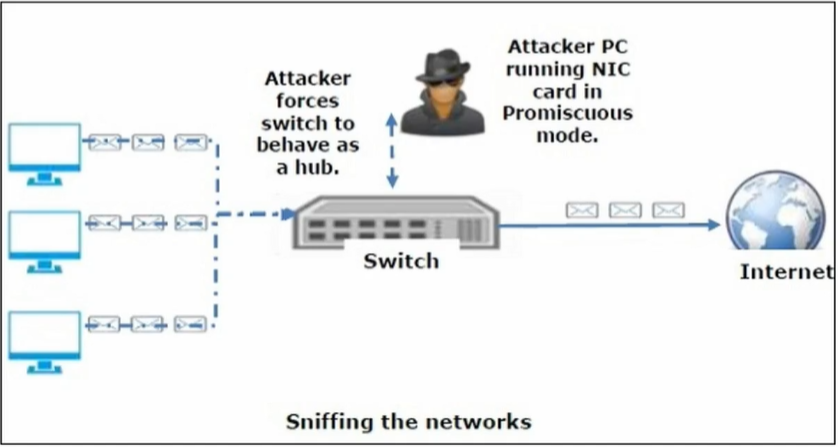 Attacker
forces
switch to
behave as
a hub.
Attacker PC
running NIC
card in
Promiscuous
mode.
Switch
Internet
Sniffing the networks